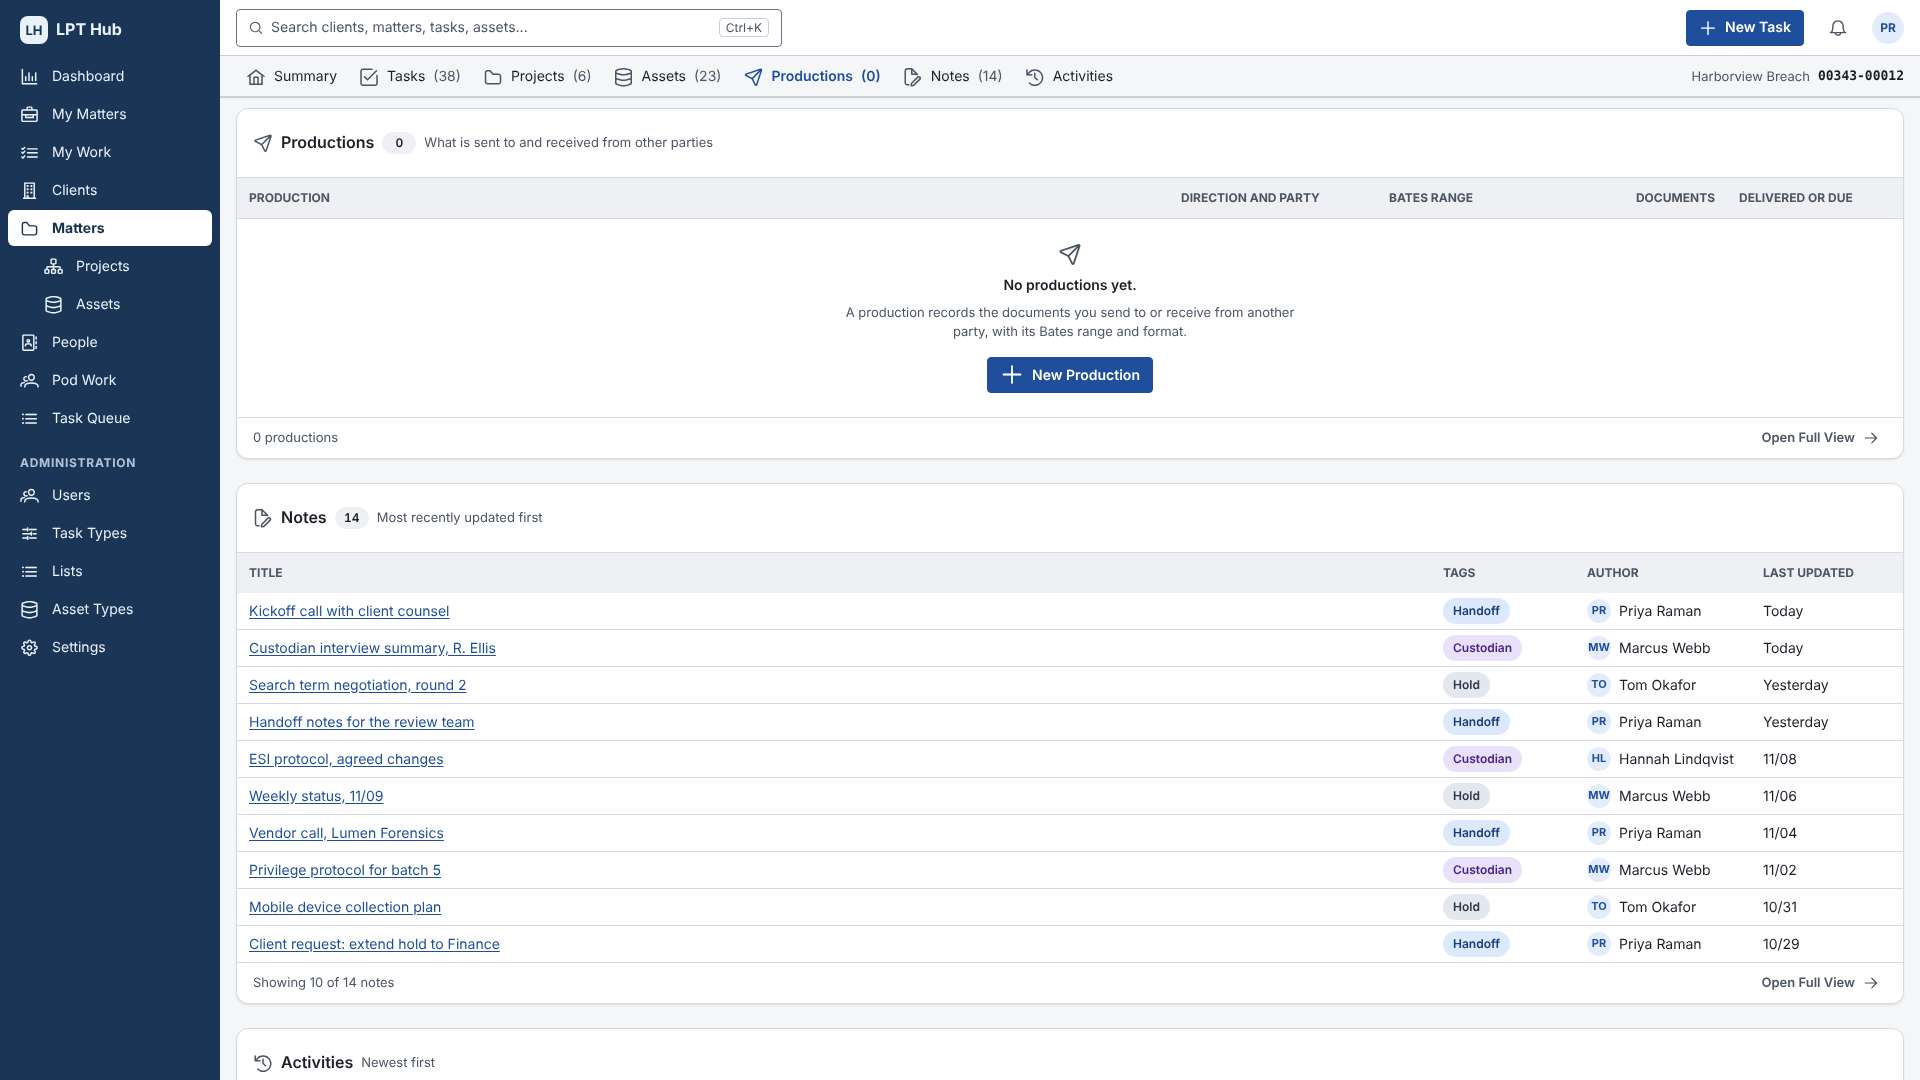 LH LPT Hub
Search clients, matters, tasks, assets... Ctrl+K
New Task
PR
Dashboard
My Matters
My Work
Clients
Matters
Projects
Assets
People
Pod Work
Task Queue
ADMINISTRATION
Users
Task Types
Lists
Asset Types
Settings
Summary Tasks (38) Projects (6) Assets (23) Productions (0) Notes (14) Activities
Harborview Breach 00343-00012
Productions 0 What is sent to and received from other parties
PRODUCTION DIRECTION AND PARTY BATES RANGE DOCUMENTS DELIVERED OR DUE
No productions yet.
A production records the documents you send to or receive from another
party, with its Bates range and format.
New Production
0 productions Open Full View
Notes 14 Most recently updated first
TITLE TAGS AUTHOR LAST UPDATED
Kickoff call with client counsel Handoff PR Priya Raman Today
Custodian interview summary, R. Ellis Custodian MW Marcus Webb Today
Search term negotiation, round 2 Hold TO Tom Okafor Yesterday
Handoff notes for the review team Handoff PR Priya Raman Yesterday
ESI protocol, agreed changes Custodian HL Hannah Lindqvist 11/08
Weekly status, 11/09 Hold MW Marcus Webb 11/06
Vendor call, Lumen Forensics Handoff PR Priya Raman 11/04
Privilege protocol for batch 5 Custodian MW Marcus Webb 11/02
Mobile device collection plan Hold TO Tom Okafor 10/31
Client request: extend hold to Finance Handoff PR Priya Raman 10/29
Showing 10 of 14 notes Open Full View
Activities Newest first